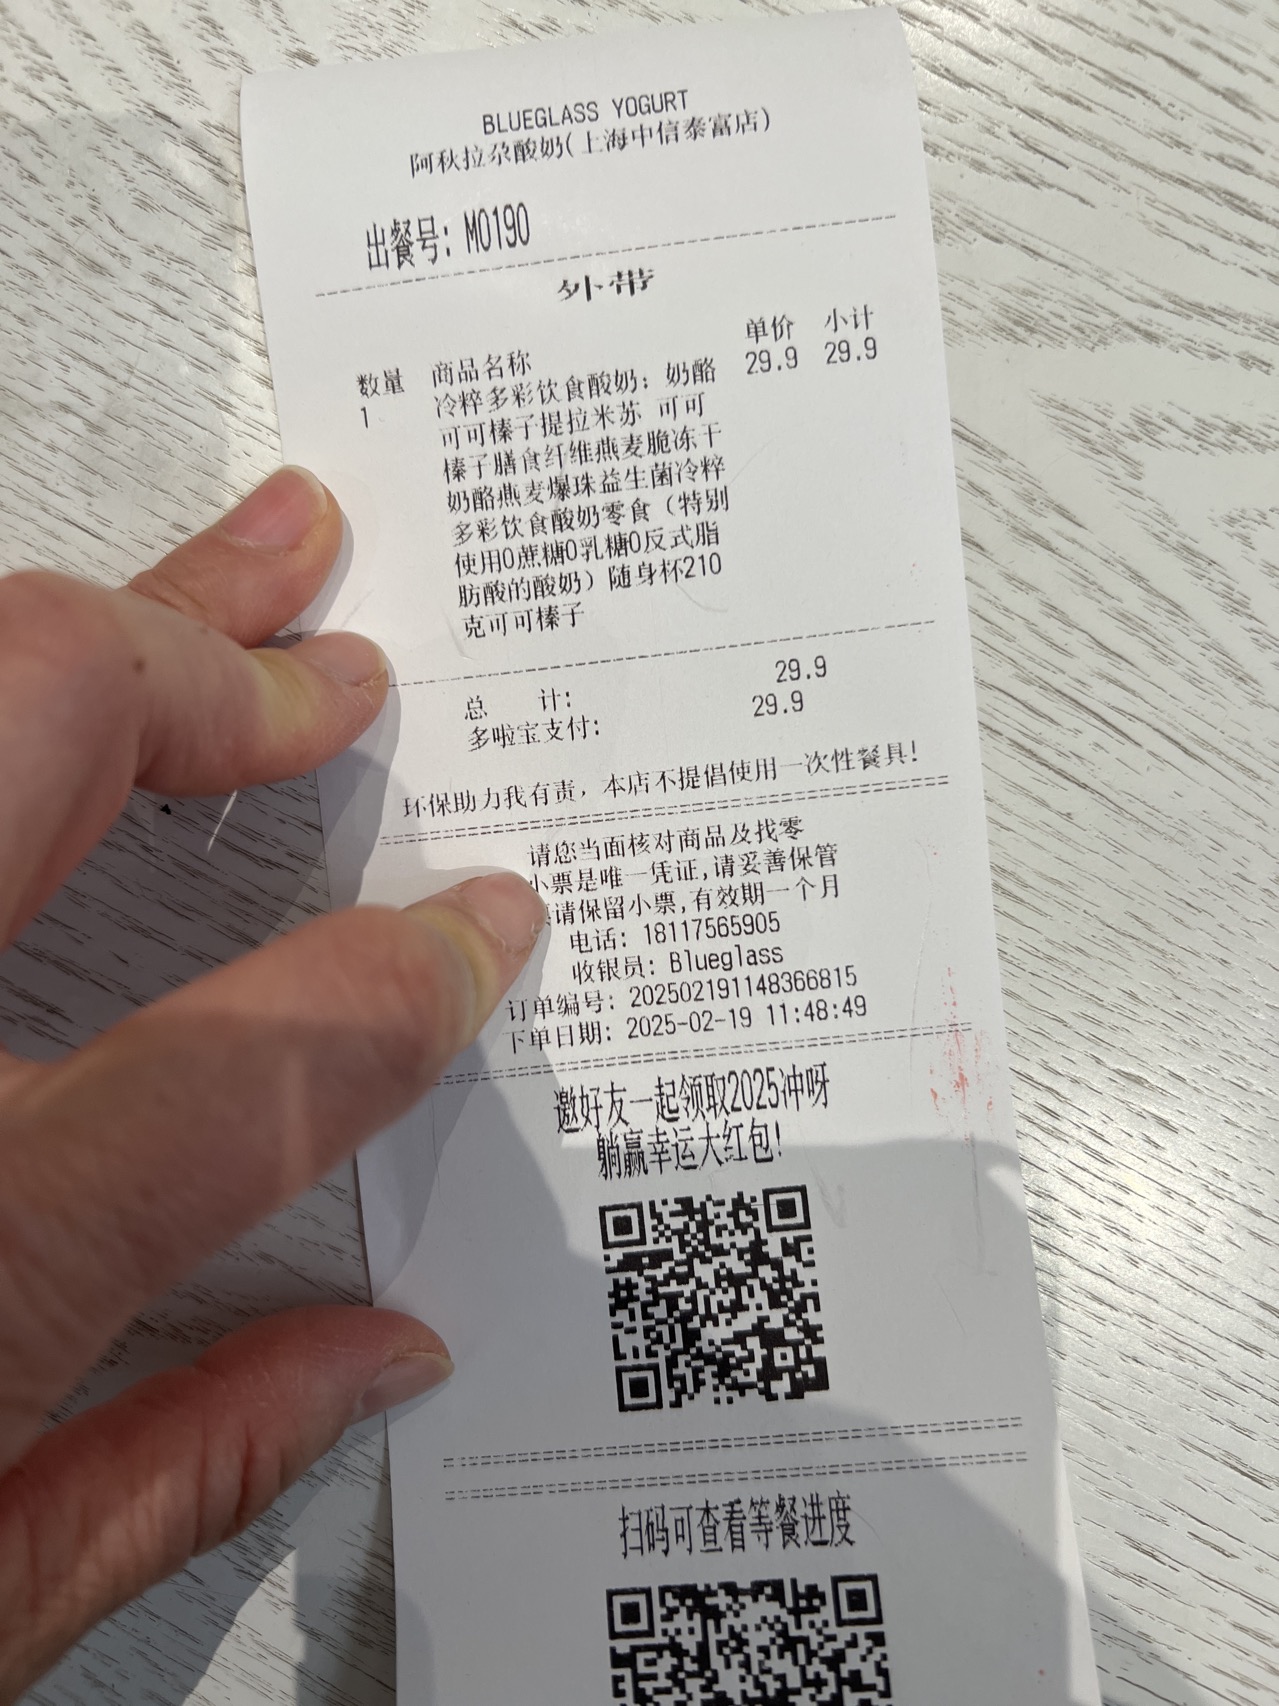 BLUEGLASS YOGURT
阿秋拉尕酸奶(上海中信泰富店)
出餐号: M0190
外带
数量 商品名称 单价 小计
1 冷粹多彩饮食酸奶: 奶酪 29.9 29.9
可可榛子提拉米苏 可可
榛子膳食纤维燕麦脆冻干
奶酪燕麦爆珠益生菌冷粹
多彩饮食酸奶零食（特别
使用0蔗糖0乳糖0反式脂
肪酸的酸奶）随身杯210
克可可榛子
总 计: 29.9
多啦宝支付: 29.9
环保助力我有责, 本店不提倡使用一次性餐具!
请您当面核对商品及找零
小票是唯一凭证,请妥善保管
请保留小票,有效期一个月
电话: 18117565905
收银员: Blueglass
订单编号: 202502191148366815
下单日期: 2025-02-19 11:48:49
邀好友一起领取2025冲呀
躺赢幸运大红包!
扫码可查看等餐进度